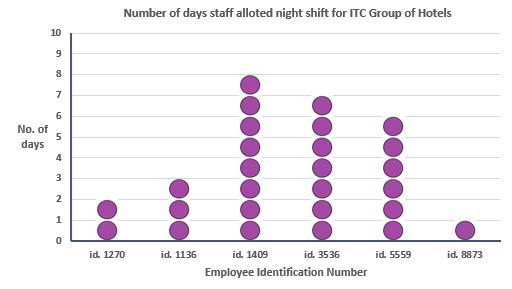 Number of days staff alloted night shift for ITC Group of Hotels
10
9
8
7
6
5
4
3
2
1
0
No. of
days
id. 1270 id. 1136 id. 1409 id. 3536 id. 5559 id. 8873
Employee Identification Number